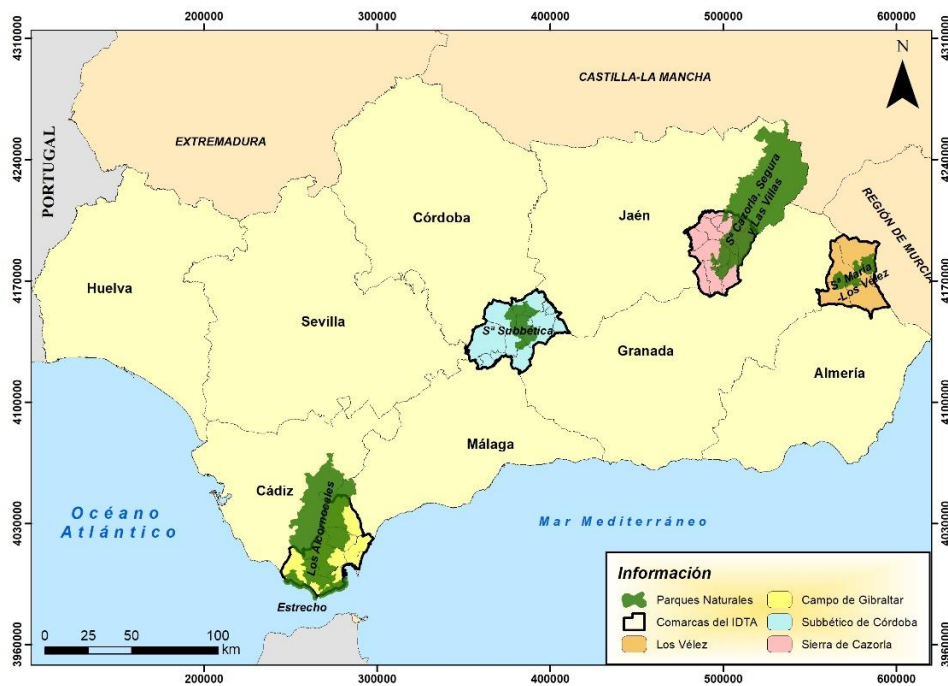 200000 300000 400000 500000 600000
4310000 4310000
N
CASTILLA-LA MANCHA
EXTREMADURA
PORTUGAL
4240000 4240000
Córdoba
Jaén
Sª Cazorla, Segura
y Las Villas
REGIÓN DE MURCIA
Huelva
4170000 4170000
Sª María
-Los Vélez
Sevilla
Sª Subbética
Granada
Almería
4100000 4100000
Málaga
Cádiz
Los Alcornocales
Océano
Atlántico
4030000 4030000
Mar Mediterráneo
Estrecho
Información
Parques Naturales
Campo de Gibraltar
Comarcas del IDTA
Subbético de Córdoba
Los Vélez
Sierra de Cazorla
0 25 50 100
km
3960000 3960000
200000 300000 400000 500000 600000